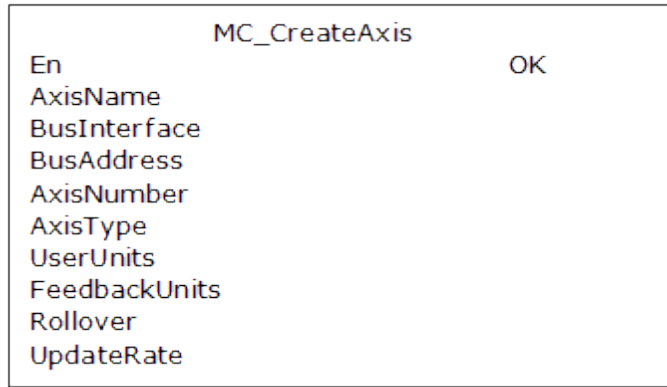 MC_CreateAxis
En OK
AxisName
BusInterface
BusAddress
AxisNumber
AxisType
UserUnits
FeedbackUnits
Rollover
UpdateRate